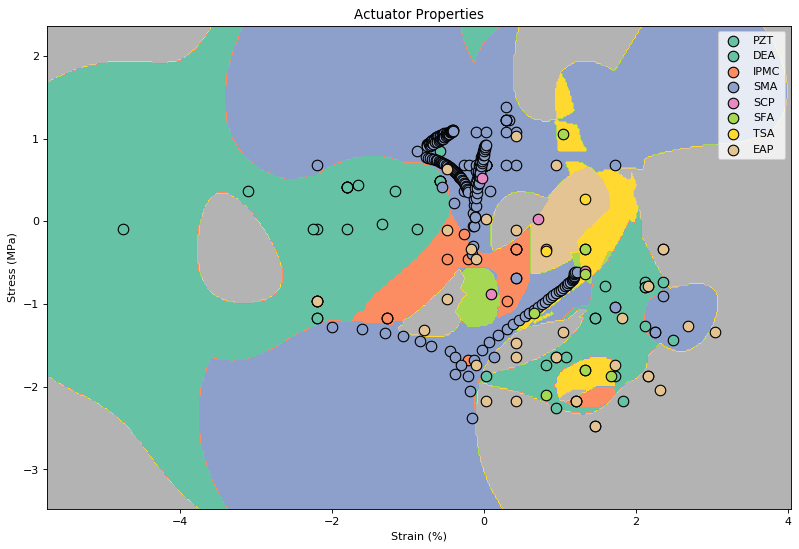 Actuator Properties
PZT
DEA
IPMC
SMA
SCP
SFA
TSA
EAP
2
1
0
−1
−2
−3
Stress (MPa)
−4
−2
0
2
4
Strain (%)